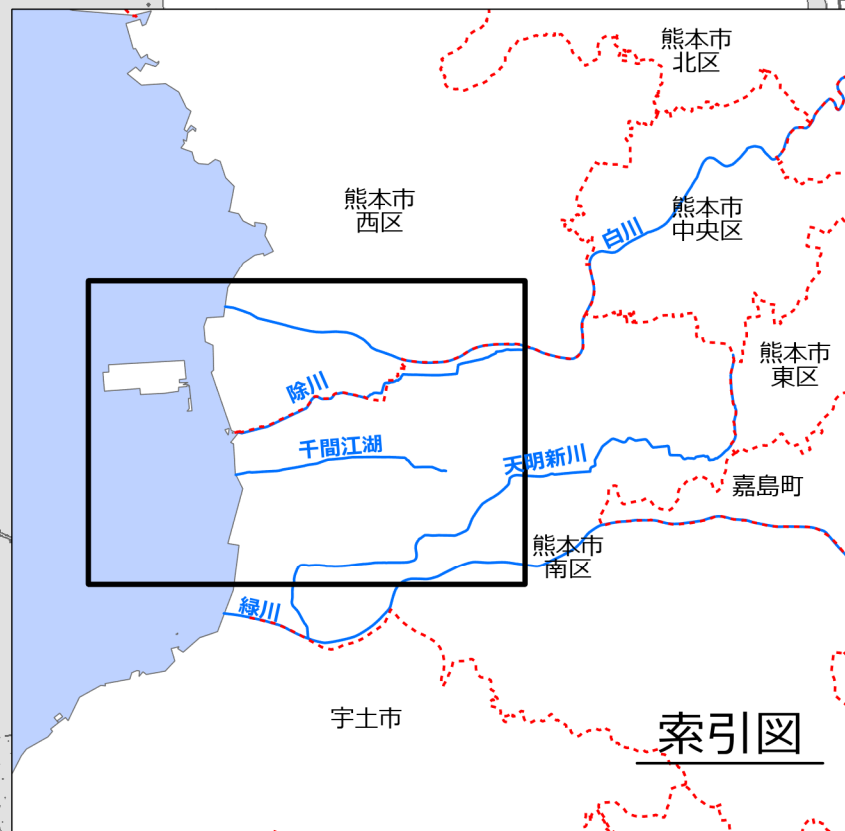 熊本市
北区
熊本市
西区
熊本市
中央区
白川
熊本市
東区
除川
千間江湖
天明新川
嘉島町
熊本市
南区
緑川
宇土市
索引図